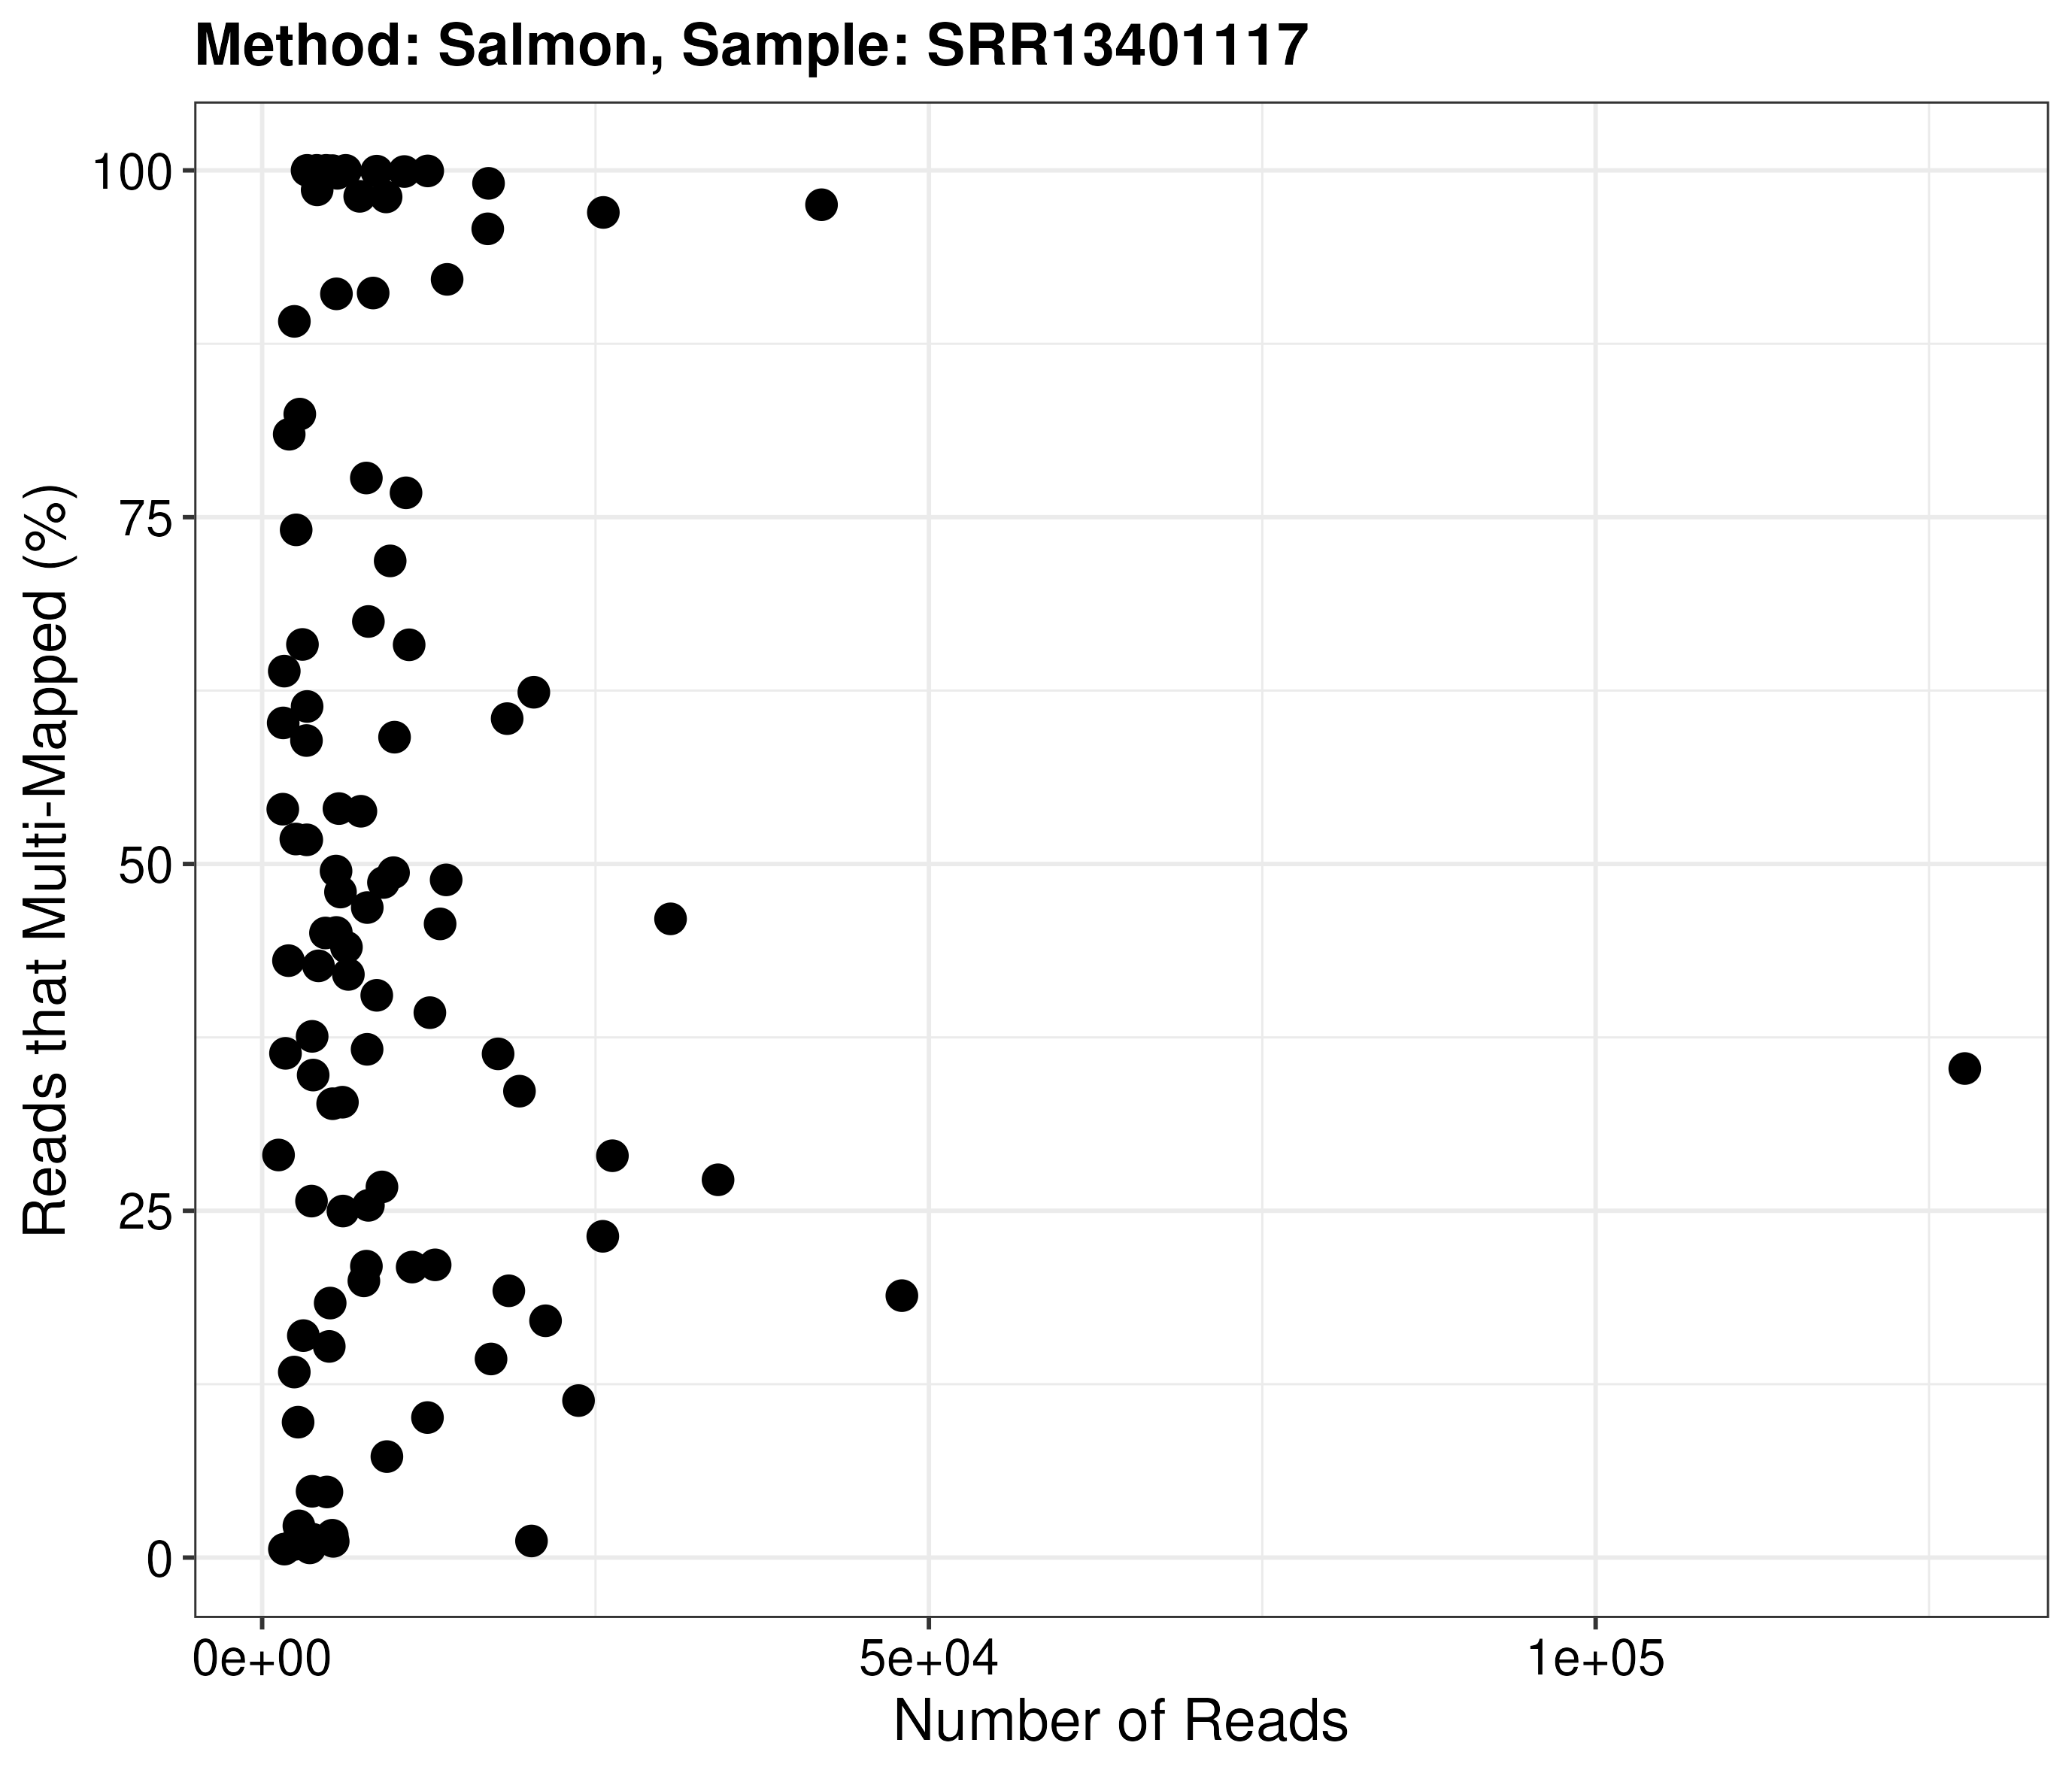 Method: Salmon, Sample: SRR13401117
Reads that Multi-Mapped (%)
100
75
50
25
0
0e+00 5e+04 1e+05
Number of Reads